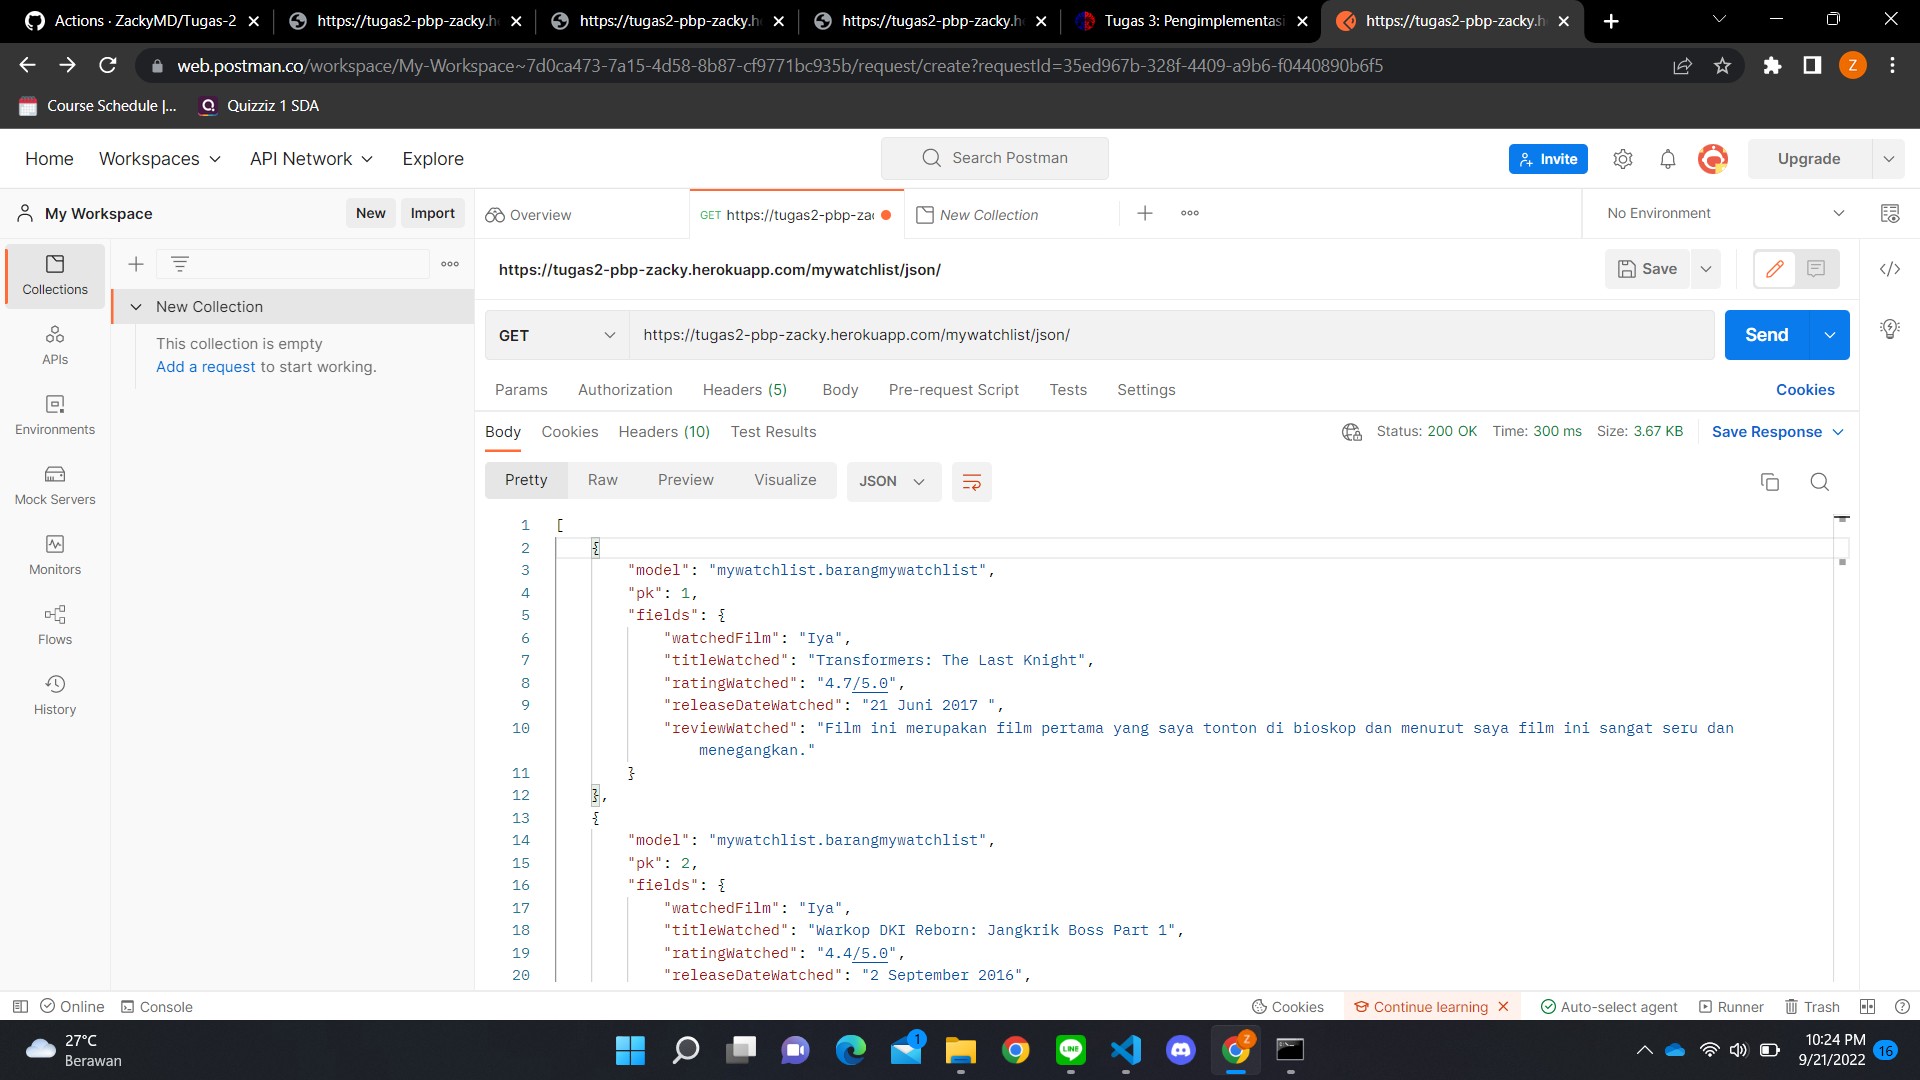 Actions · ZackyMD/Tugas-2
https://tugas2-pbp-zacky.h
https://tugas2-pbp-zacky.h
https://tugas2-pbp-zacky.h
Tugas 3: Pengimplementasi
https://tugas2-pbp-zacky.h
web.postman.co/workspace/My-Workspace~7d0ca473-7a15-4d58-8b87-cf9771bc935b/request/create?requestId=35ed967b-328f-4409-a9b6-f0440890b6f5
Z
Course Schedule |...
Quizziz 1 SDA
Home Workspaces API Network Explore
Search Postman
Invite
Upgrade
My Workspace
New Import
Overview
GET https://tugas2-pbp-zac
New Collection
No Environment
Collections
APIs
Environments
Mock Servers
Monitors
Flows
History
New Collection
This collection is empty
Add a request to start working.
https://tugas2-pbp-zacky.herokuapp.com/mywatchlist/json/
Save
GET https://tugas2-pbp-zacky.herokuapp.com/mywatchlist/json/
Send
Params Authorization Headers (5) Body Pre-request Script Tests Settings
Cookies
Body Cookies Headers (10) Test Results
Status: 200 OK Time: 300 ms Size: 3.67 KB Save Response
Pretty Raw Preview Visualize JSON
1 [
2 {
3 "model": "mywatchlist.barangmywatchlist",
4 "pk": 1,
5 "fields": {
6 "watchedFilm": "Iya",
7 "titleWatched": "Transformers: The Last Knight",
8 "ratingWatched": "4.7/5.0",
9 "releaseDateWatched": "21 Juni 2017 ",
10 "reviewWatched": "Film ini merupakan film pertama yang saya tonton di bioskop dan menurut saya film ini sangat seru dan
menegangkan."
11 }
12 },
13 {
14 "model": "mywatchlist.barangmywatchlist",
15 "pk": 2,
16 "fields": {
17 "watchedFilm": "Iya",
18 "titleWatched": "Warkop DKI Reborn: Jangkrik Boss Part 1",
19 "ratingWatched": "4.4/5.0",
20 "releaseDateWatched": "2 September 2016",
Online Console
Cookies Continue learning Auto-select agent Runner Trash
27°C
Berawan
1
LINE
Z
10:24 PM
9/21/2022
16